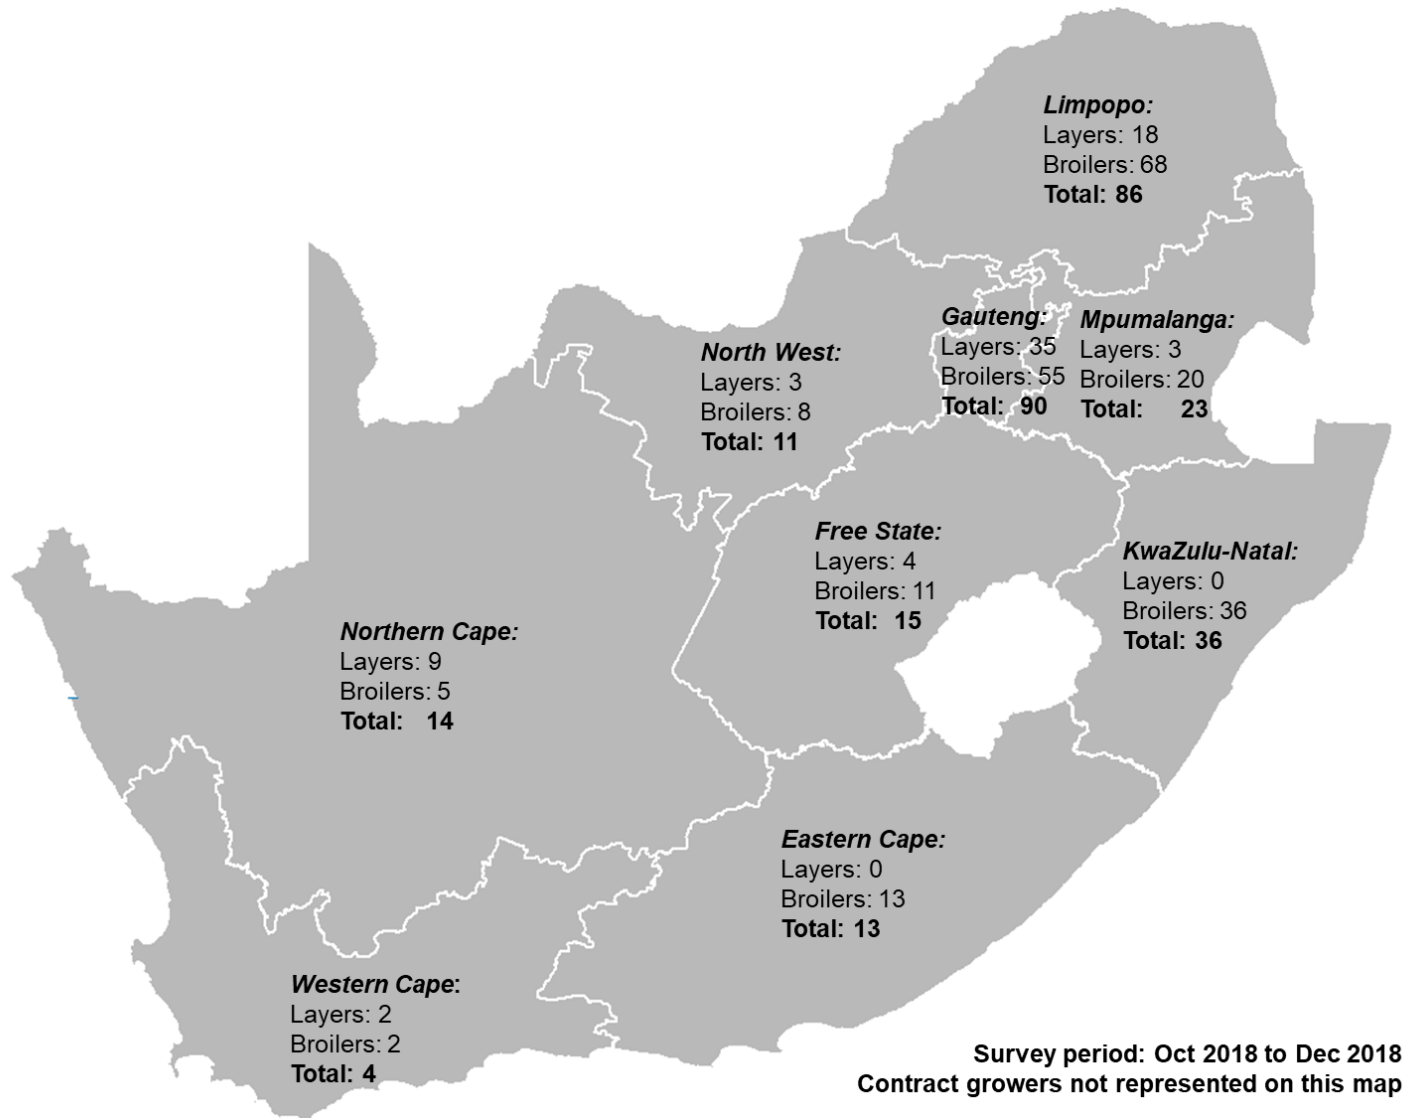 Limpopo:
Layers: 18
Broilers: 68
Total: 86
Gauteng:
Layers: 35
Broilers: 55
Total: 90
Mpumalanga:
Layers: 3
Broilers: 20
Total: 23
North West:
Layers: 3
Broilers: 8
Total: 11
Free State:
Layers: 4
Broilers: 11
Total: 15
KwaZulu-Natal:
Layers: 0
Broilers: 36
Total: 36
Northern Cape:
Layers: 9
Broilers: 5
Total: 14
Eastern Cape:
Layers: 0
Broilers: 13
Total: 13
Western Cape:
Layers: 2
Broilers: 2
Total: 4
Survey period: Oct 2018 to Dec 2018
Contract growers not represented on this map